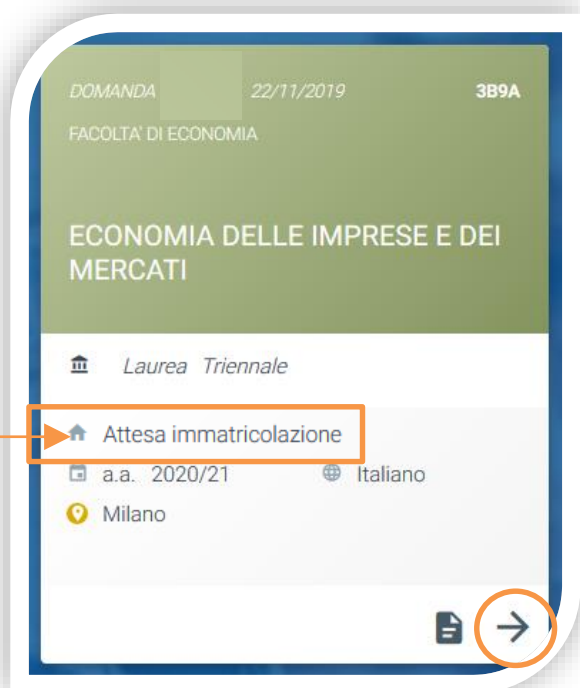 DOMANDA 22/11/2019 3B9A
FACOLTA' DI ECONOMIA
ECONOMIA DELLE IMPRESE E DEI
MERCATI
Laurea Triennale
Attesa immatricolazione
a.a. 2020/21 Italiano
Milano